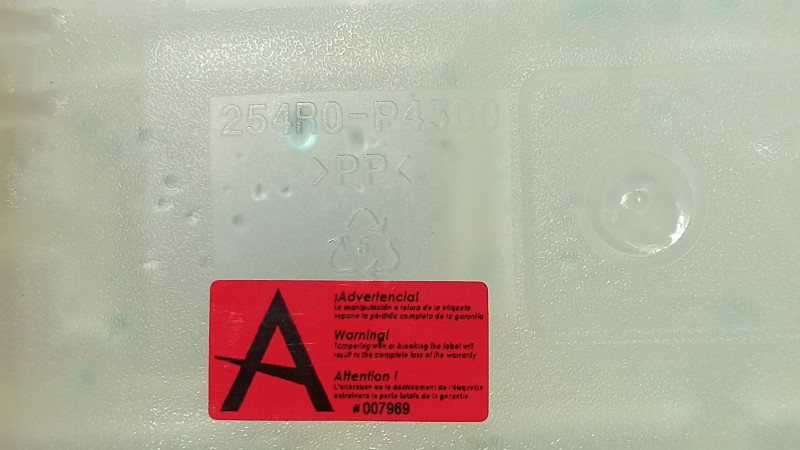 254R0-P4500
>PP<
5
A
¡Advertencia!
La manipulación o rotura de la etiqueta
supone la pérdida completa de la garantía
Warning!
Tampering with or breaking the label will
result in the complete loss of the warranty
Attention !
L'altération ou le déchirement de l'étiquette
entraînera la perte totale de la garantie
#007969